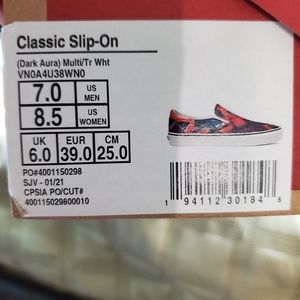 Classic Slip-On
(Dark Aura) Multi/Tr Wht
VN0A4U38WN0
7.0 US MEN
8.5 US WOMEN
UK EUR CM
6.0 39.0 25.0
PO#4001150298
SJV - 01/21
CPSIA PO/CUT#
400115029800010
1 94112 30184 8